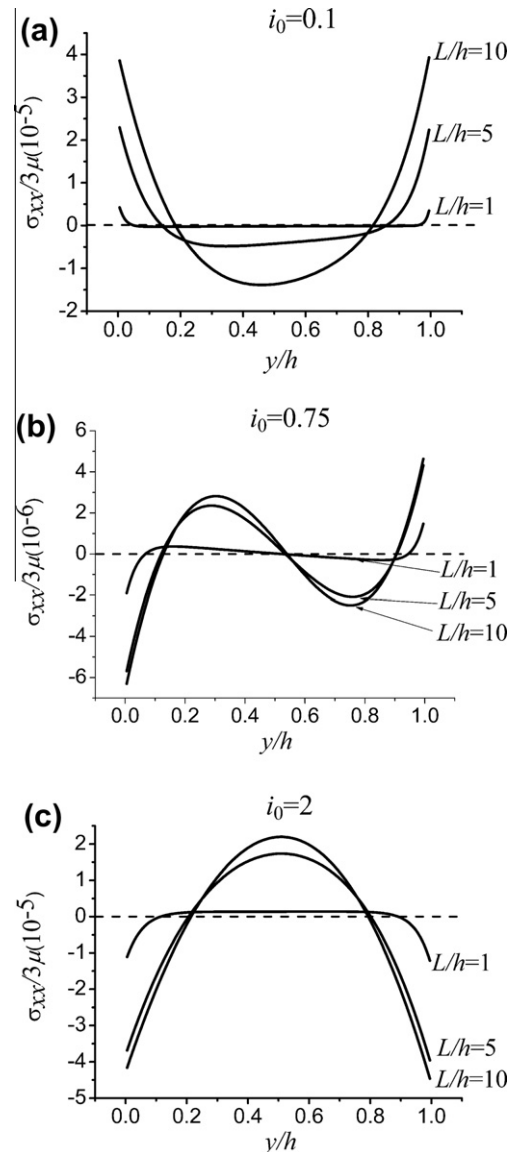 (a)
i₀=0.1
L/h=10
L/h=5
L/h=1
σxx/3μ(10-5)
4
3
2
1
0
-1
-2
0.0 0.2 0.4 0.6 0.8 1.0
y/h
(b)
i₀=0.75
σxx/3μ(10-6)
6
4
2
0
-2
-4
-6
L/h=1
L/h=5
L/h=10
0.0 0.2 0.4 0.6 0.8 1.0
y/h
(c)
i₀=2
σxx/3μ(10-5)
2
1
0
-1
-2
-3
-4
-5
L/h=1
L/h=5
L/h=10
0.0 0.2 0.4 0.6 0.8 1.0
y/h